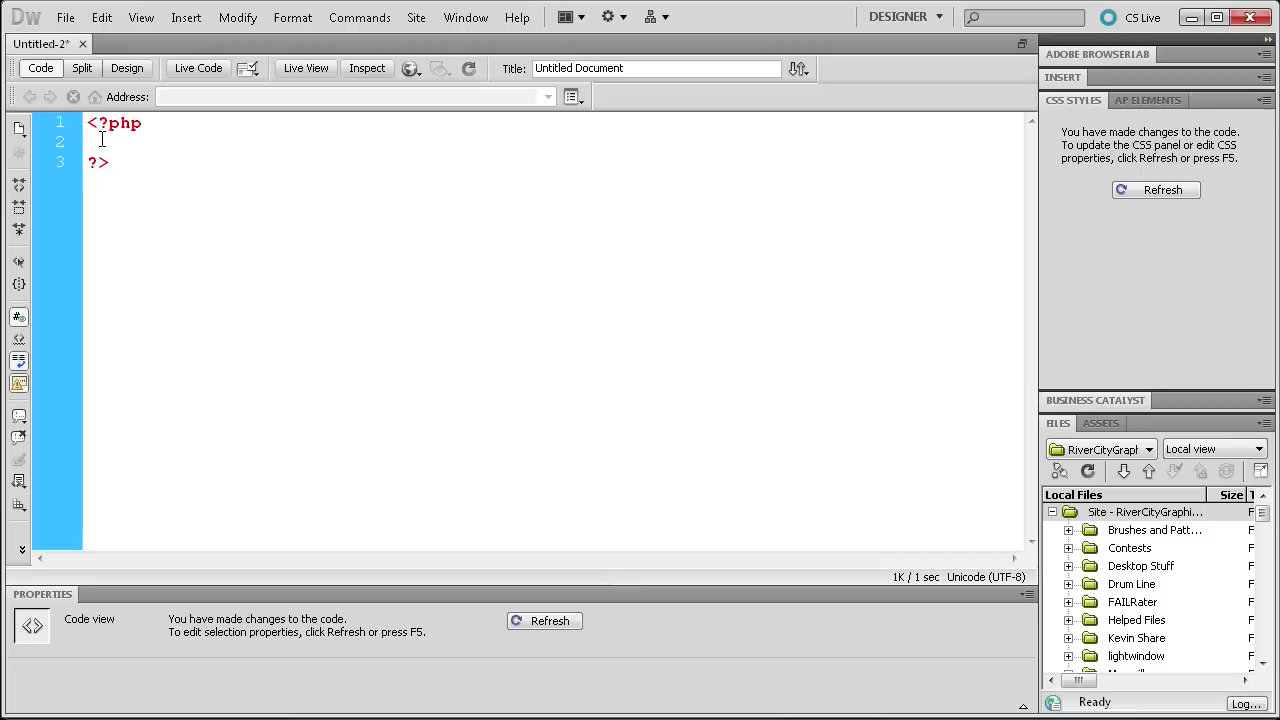 Dw File Edit View Insert Modify Format Commands Site Window Help DESIGNER CS Live
Untitled-2*
Code Split Design Live Code Live View Inspect Title: Untitled Document
Address:
1 <?php
2
3 ?>
1K / 1 sec Unicode (UTF-8)
PROPERTIES
Code view
You have made changes to the code.
To edit selection properties, click Refresh or press F5.
Refresh
ADOBE BROWSERLAB
INSERT
CSS STYLES AP ELEMENTS
You have made changes to the code.
To update the CSS panel or edit CSS
properties, click Refresh or press F5.
Refresh
BUSINESS CATALYST
FILES ASSETS
RiverCityGraph Local view
Local Files Size
Site - RiverCityGraphi... F
Brushes and Patt... F
Contests F
Desktop Stuff F
Drum Line F
FAILRater F
Helped Files F
Kevin Share F
lightwindow F
Ready Log...